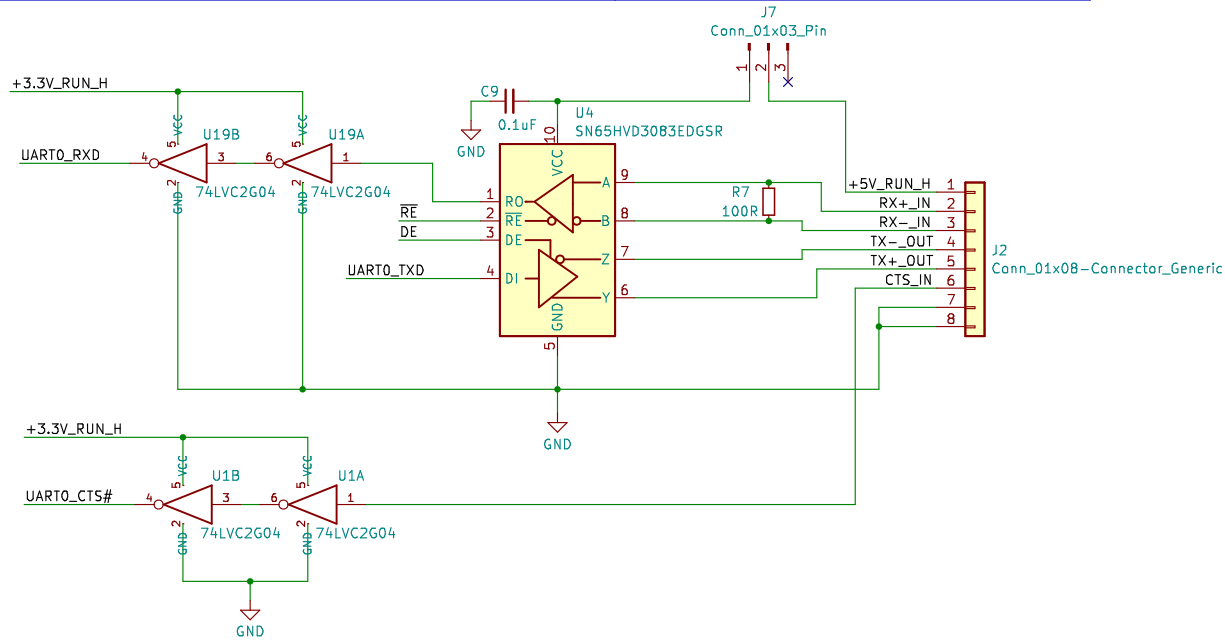 J7
Conn_01x03_Pin
1
2
3
+3.3V_RUN_H
C9
0.1uF
GND
U4
SN65HVD3083EDGSR
VCC
5
U19B
VCC
5
U19A
10
VCC
UART0_RXD
4
3
6
1
2
GND
74LVC2G04
2
GND
74LVC2G04
1
RO
A
9
RE
2
RE
B
8
DE
3
DE
Z
7
UART0_TXD
4
DI
Y
6
GND
5
GND
R7
100R
+5V_RUN_H
1
RX+_IN
2
RX-_IN
3
TX-_OUT
4
TX+_OUT
5
CTS_IN
6
7
8
J2
Conn_01x08-Connector_Generic
+3.3V_RUN_H
VCC
5
U1B
VCC
5
U1A
UART0_CTS#
4
3
6
1
2
GND
74LVC2G04
2
GND
74LVC2G04
GND